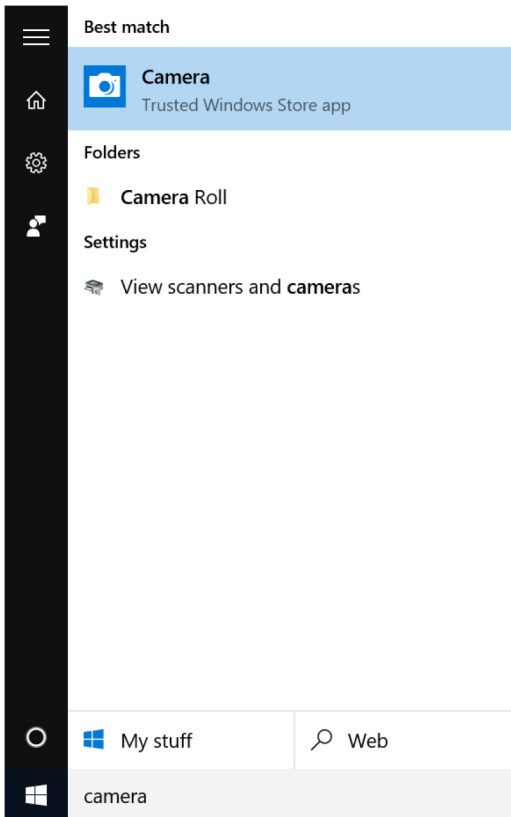 Best match
Camera
Trusted Windows Store app
Folders
Camera Roll
Settings
View scanners and cameras
My stuff
Web
camera